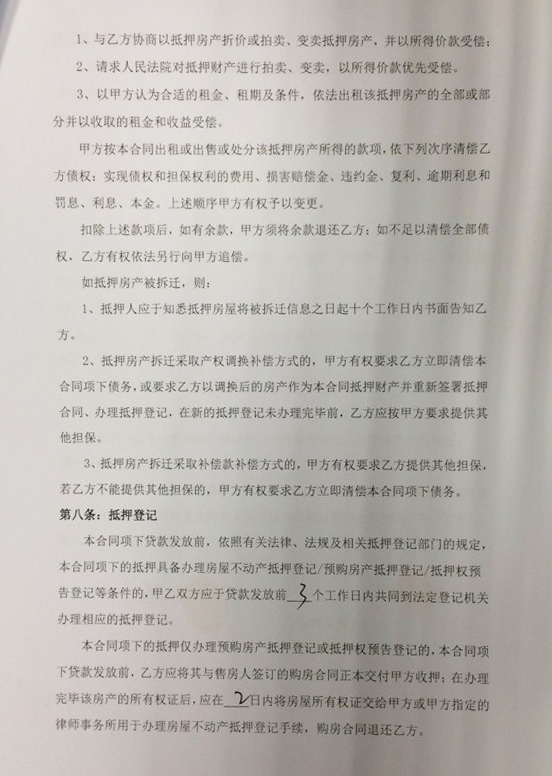 1、与乙方协商以抵押房产折价或拍卖、变卖抵押房产，并以所得价款受偿；
2、请求人民法院对抵押财产进行拍卖、变卖，以所得价款优先受偿。
3、以甲方认为合适的租金、租期及条件，依法出租该抵押房产的全部或部
分并以收取的租金和收益受偿。
甲方按本合同出租或出售或处分该抵押房产所得的款项，依下列次序清偿乙
方债权：实现债权和担保权利的费用、损害赔偿金、违约金、复利、逾期利息和
罚息、利息、本金。上述顺序甲方有权予以变更。
扣除上述款项后，如有余款，甲方须将余款退还乙方；如不足以清偿全部债
权，乙方有权依法另行向甲方追偿。
如抵押房产被拆迁，则：
1、抵押人应于知悉抵押房屋将被拆迁信息之日起十个工作日内书面告知乙
方。
2、抵押房产拆迁采取产权调换补偿方式的，甲方有权要求乙方立即清偿本
合同项下债务，或要求乙方以调换后的房产作为本合同抵押财产并重新签署抵押
合同、办理抵押登记，在新的抵押登记未办理完毕前，乙方应按甲方要求提供其
他担保。
3、抵押房产拆迁采取补偿款补偿方式的，甲方有权要求乙方提供其他担保，
若乙方不能提供其他担保的，甲方有权要求乙方立即清偿本合同项下债务。
第八条：抵押登记
本合同项下贷款发放前，依照有关法律、法规及相关抵押登记部门的规定，
本合同项下的抵押具备办理房屋不动产抵押登记/预购房产抵押登记/抵押权预
告登记等条件的，甲乙双方应于贷款发放前3个工作日内共同到法定登记机关
办理相应的抵押登记。
本合同项下的抵押仅办理预购房产抵押登记或抵押权预告登记的，本合同项
下贷款发放前，乙方应将其与售房人签订的购房合同正本交付甲方收押；在办理
完毕该房产的所有权证后，应在2日内将房屋所有权证交给甲方或甲方指定的
律师事务所用于办理房屋不动产抵押登记手续，购房合同退还乙方。